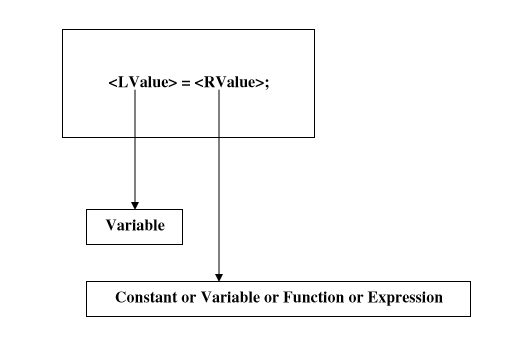 <LValue> = <RValue>;
Variable
Constant or Variable or Function or Expression